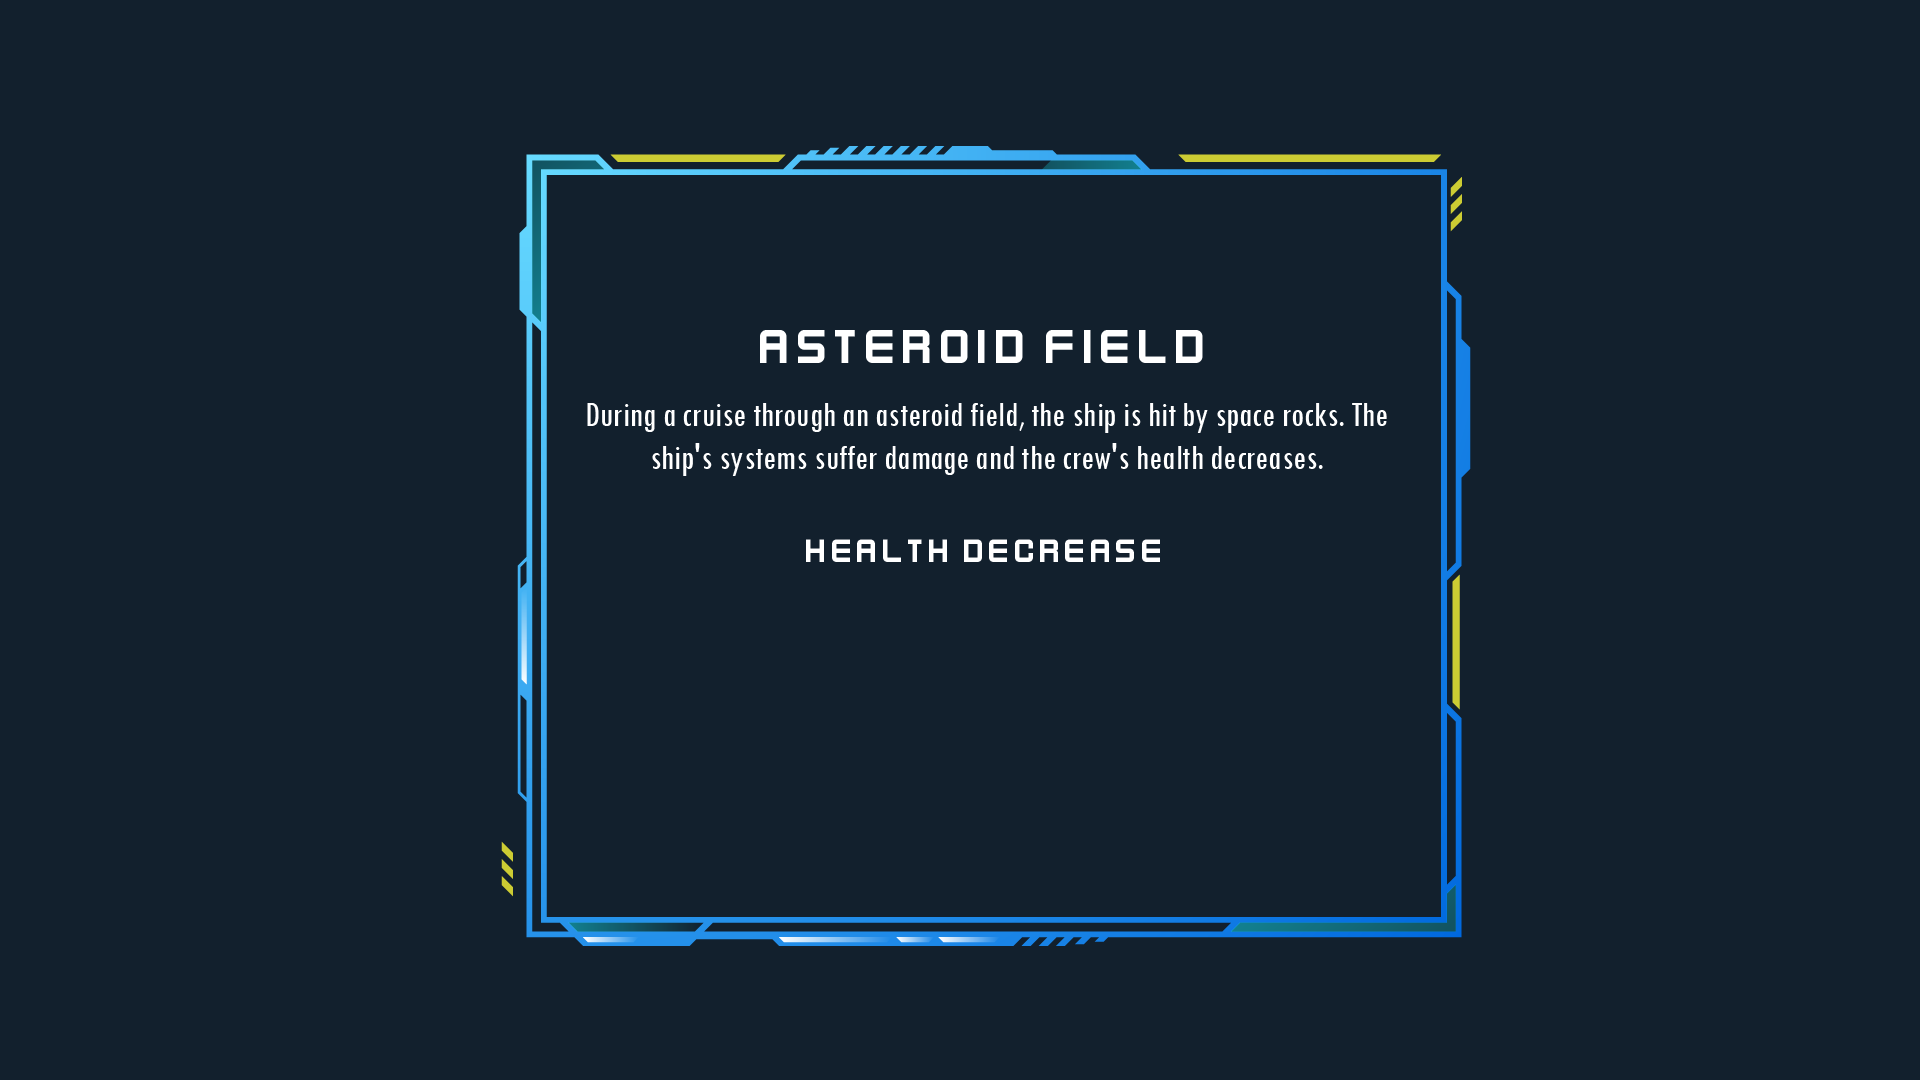 ASTEROID FIELD
During a cruise through an asteroid field, the ship is hit by space rocks. The
ship's systems suffer damage and the crew's health decreases.
HEALTH DECREASE